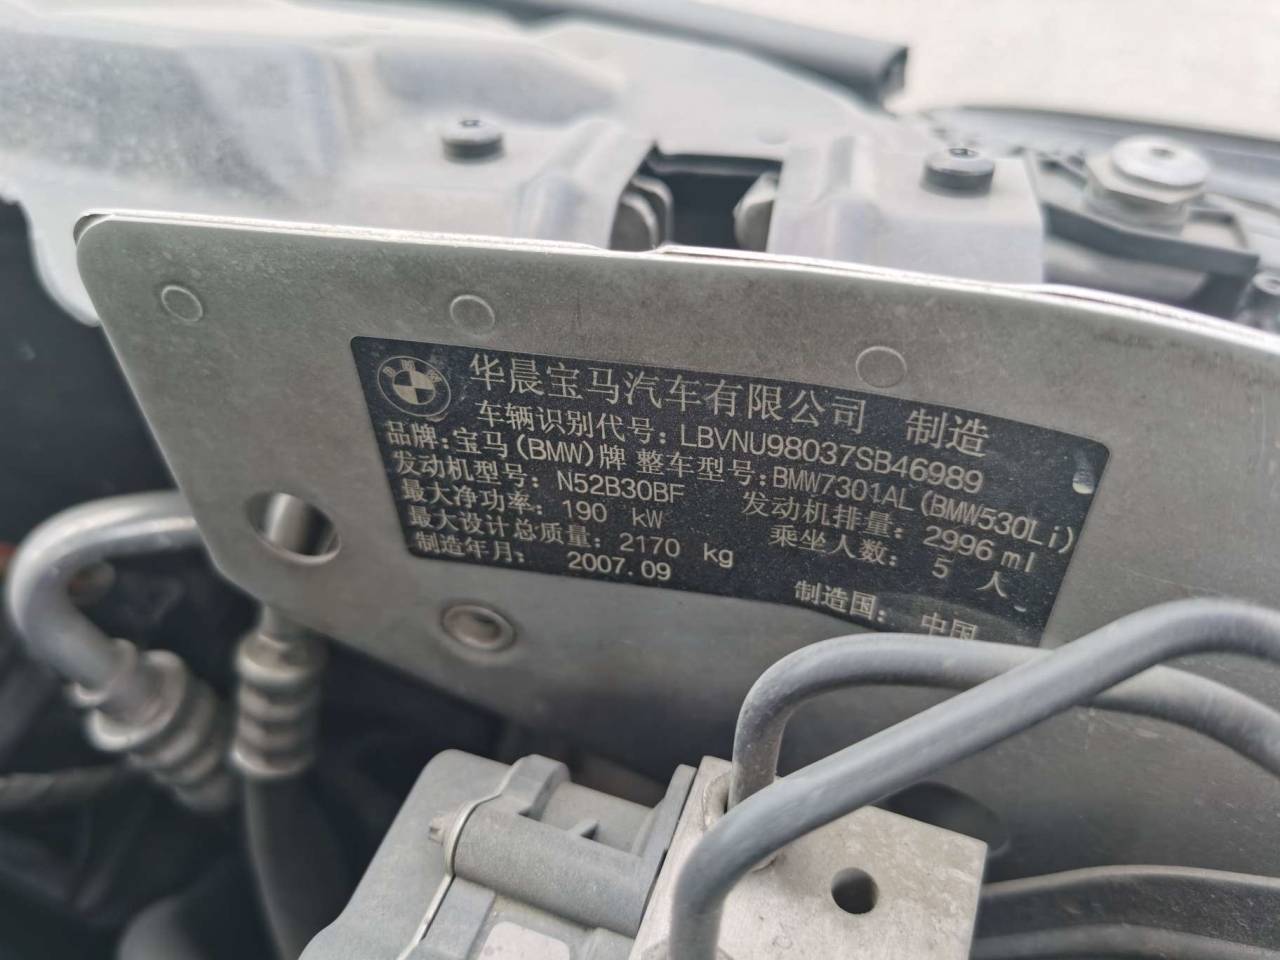 华晨宝马汽车有限公司 制造
车辆识别代号: LBVNU98037SB46989
品牌: 宝马(BMW)牌 整车型号: BMW7301AL(BMW530Li)
发动机型号: N52B30BF 发动机排量: 2996 ml
最大净功率: 190 kW 乘坐人数: 5 人
最大设计总质量: 2170 kg
制造年月: 2007.09 制造国: 中国